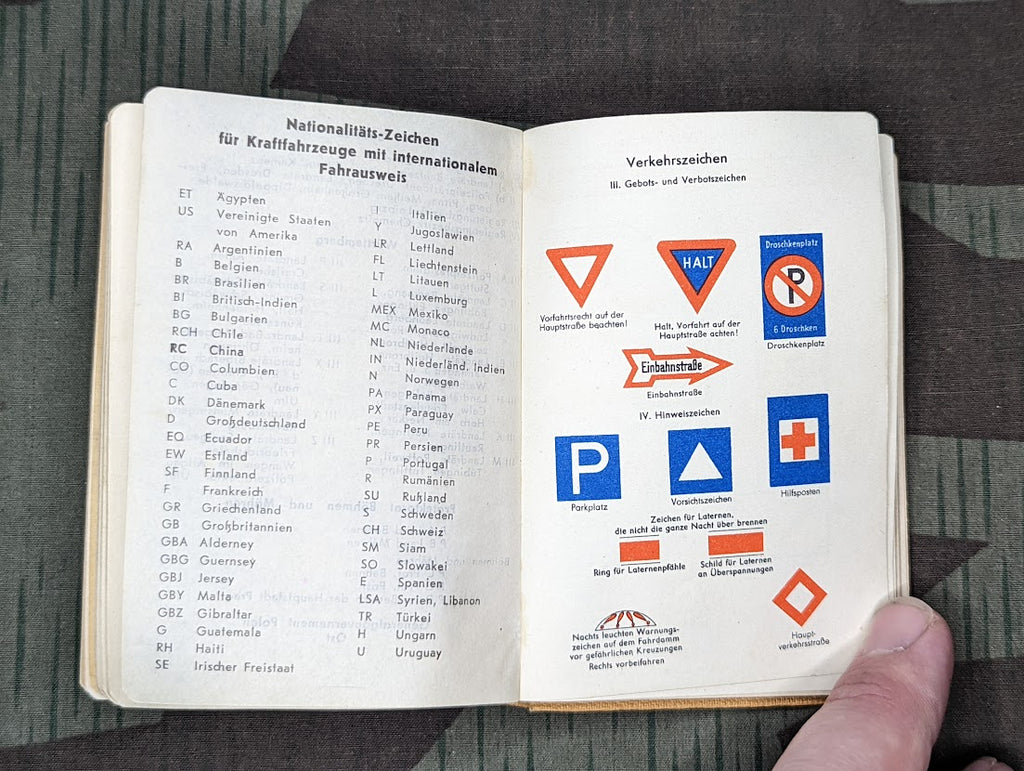 Nationalitäts-Zeichen
für Kraftfahrzeuge mit internationalem
Fahrausweis
ET Ägypten
US Vereinigte Staaten
von Amerika
RA Argentinien
B Belgien
BR Brasilien
BI Britisch-Indien
BG Bulgarien
RCH Chile
RC China
CO Columbien
C Cuba
DK Dänemark
D Großdeutschland
EQ Ecuador
EW Estland
SF Finnland
F Frankreich
GR Griechenland
GB Großbritannien
GBA Alderney
GBG Guernsey
GBJ Jersey
GBY Malta
GBZ Gibraltar
G Guatemala
RH Haiti
SE Irischer Freistaat
I Italien
Y Jugoslawien
LR Lettland
FL Liechtenstein
LT Litauen
L Luxemburg
MEX Mexiko
MC Monaco
NL Niederlande
IN Niederländ. Indien
N Norwegen
PA Panama
PX Paraguay
PE Peru
PR Persien
P Portugal
R Rumänien
SU Rußland
S Schweden
CH Schweiz
SM Siam
SO Slowakei
E Spanien
LSA Syrien, Libanon
TR Türkei
H Ungarn
U Uruguay
Verkehrszeichen
III. Gebots- und Verbotszeichen
Vorfahrtsrecht auf der
Hauptstraße beachten!
HALT
Halt, Vorfahrt auf der
Hauptstraße achten!
Droschkenplatz
P
6 Droschken
Droschkenplatz
Einbahnstraße
Einbahnstraße
IV. Hinweiszeichen
P
Parkplatz
Vorsichtszeichen
Hilfsposten
Zeichen für Laternen,
die nicht die ganze Nacht über brennen
Ring für Laternenpfähle
Schild für Laternen
an Überspannungen
Nachts leuchten Warnungs-
zeichen auf dem Fahrdamm
vor gefährlichen Kreuzungen
Rechts vorbeifahren
Haupt-
verkehrsstraße